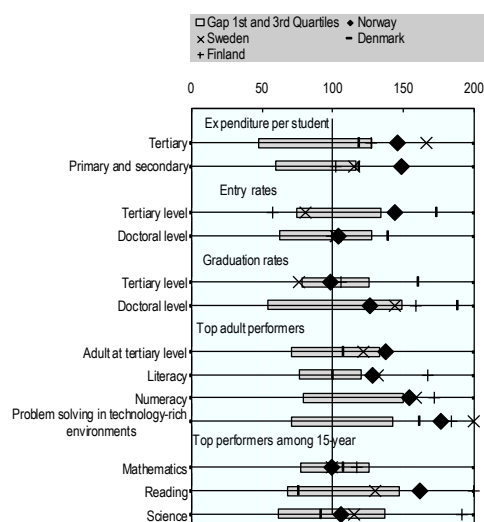 Gap 1st and 3rd Quartiles Norway
Sweden Denmark
Finland
0 50 100 150 200
Expenditure per student
Tertiary
Primary and secondary
Entry rates
Tertiary level
Doctoral level
Graduation rates
Tertiary level
Doctoral level
Top adult performers
Adult at tertiary level
Literacy
Numeracy
Problem solving in technology-rich
environments
Top performers among 15-year
Mathematics
Reading
Science